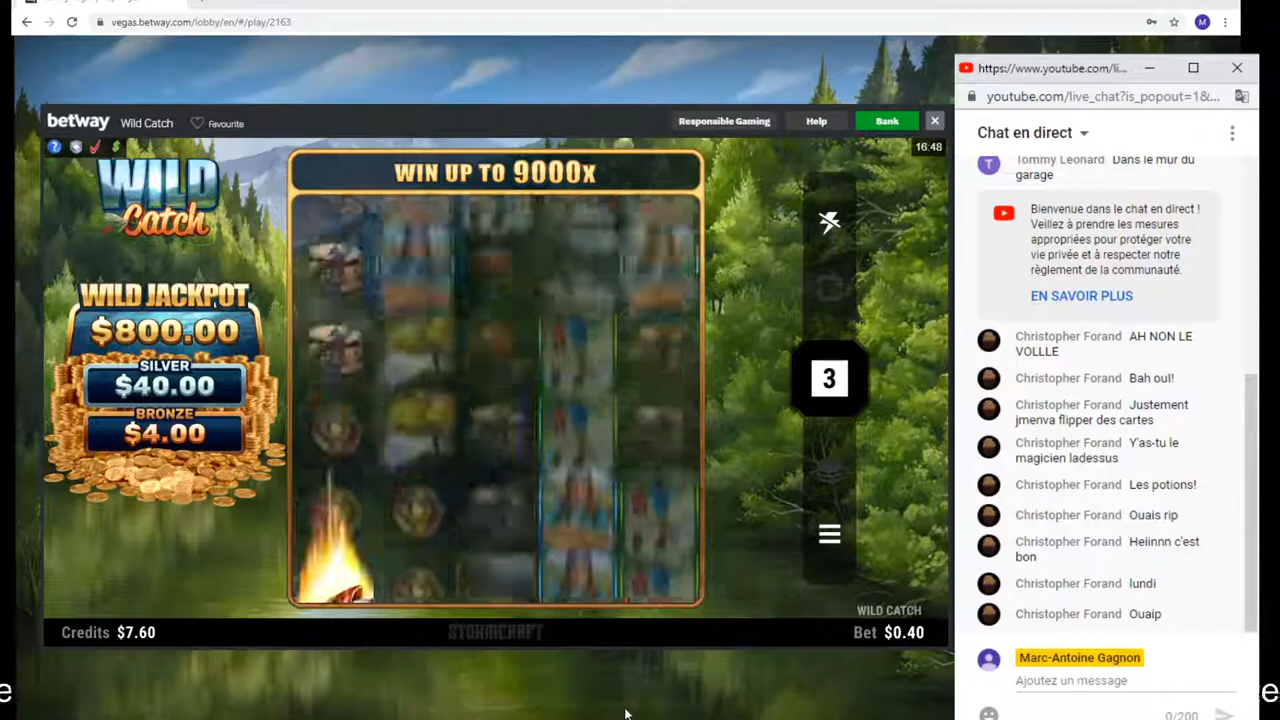 vegas.betway.com/lobby/en/#/play/2163
M
https://www.youtube.com/li...
youtube.com/live_chat?is_popout=1&...
betway Wild Catch Favourite Responsible Gaming Help Bank
16:48
WILD
Catch
WIN UP TO 9000x
WILD JACKPOT
$800.00
SILVER
$40.00
BRONZE
$4.00
3
WILD CATCH
Credits $7.60
STORMCRAFT
Bet $0.40
Chat en direct
T
Tommy Leonard Dans le mur du
garage
Bienvenue dans le chat en direct !
Veillez à prendre les mesures
appropriées pour protéger votre
vie privée et à respecter notre
règlement de la communauté.
EN SAVOIR PLUS
Christopher Forand AH NON LE
VOLLLE
Christopher Forand Bah oul!
Christopher Forand Justement
jmenva flipper des cartes
Christopher Forand Y'as-tu le
magicien ladessus
Christopher Forand Les potions!
Christopher Forand Ouais rip
Christopher Forand Heiinnn c'est
bon
Christopher Forand lundi
Christopher Forand Ouaip
Marc-Antoine Gagnon
Ajoutez un message
0/200
e
e